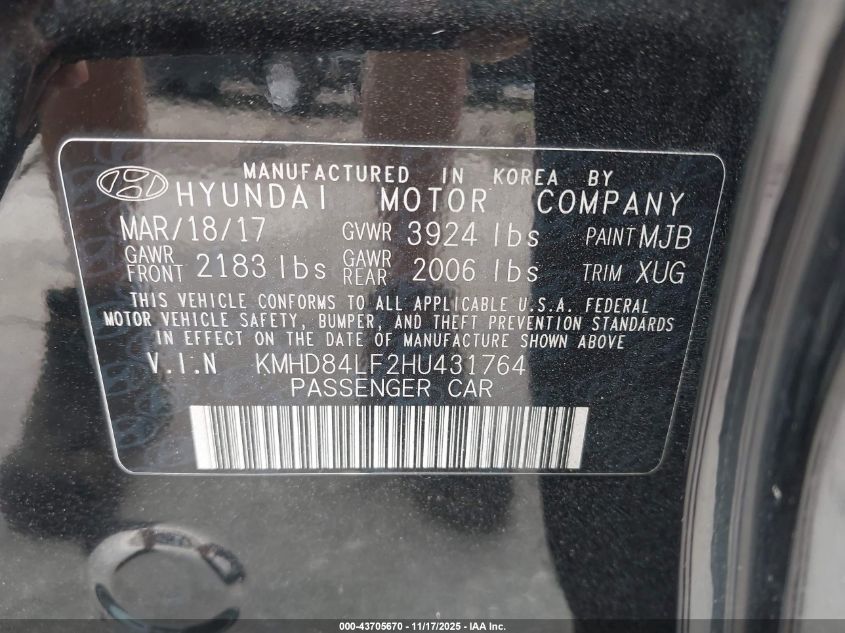 MANUFACTURED IN KOREA BY
HYUNDAI MOTOR COMPANY
MAR/18/17 GVWR 3924 lbs PAINT MJB
GAWR FRONT 2183 lbs GAWR REAR 2006 lbs TRIM XUG
THIS VEHICLE CONFORMS TO ALL APPLICABLE U.S.A. FEDERAL
MOTOR VEHICLE SAFETY, BUMPER, AND THEFT PREVENTION STANDARDS
IN EFFECT ON THE DATE OF MANUFACTURE SHOWN ABOVE
V.I.N KMHD84LF2HU431764
PASSENGER CAR
000-43705670 - 11/17/2025 - IAA Inc.